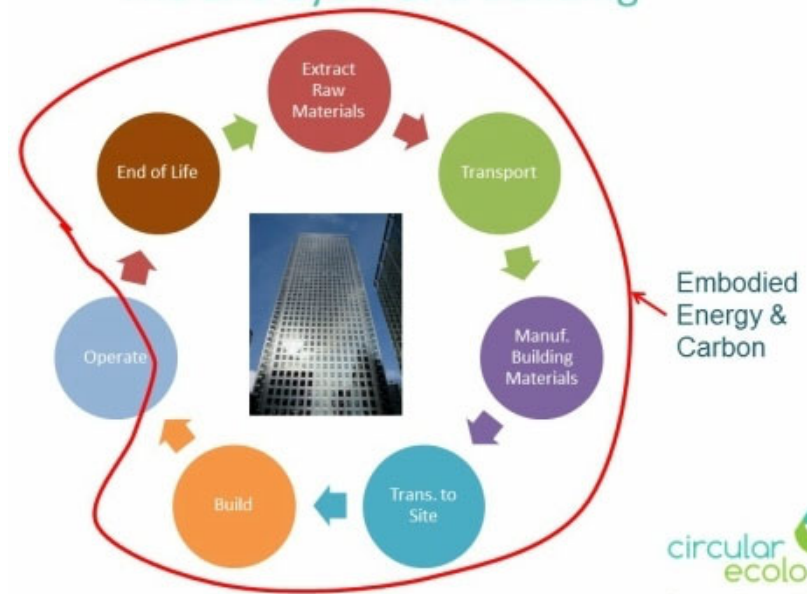 Extract
Raw
Materials
End of Life
Transport
Embodied
Energy &
Carbon
Operate
Manuf.
Building
Materials
Build
Trans. to
Site
circular
ecolo